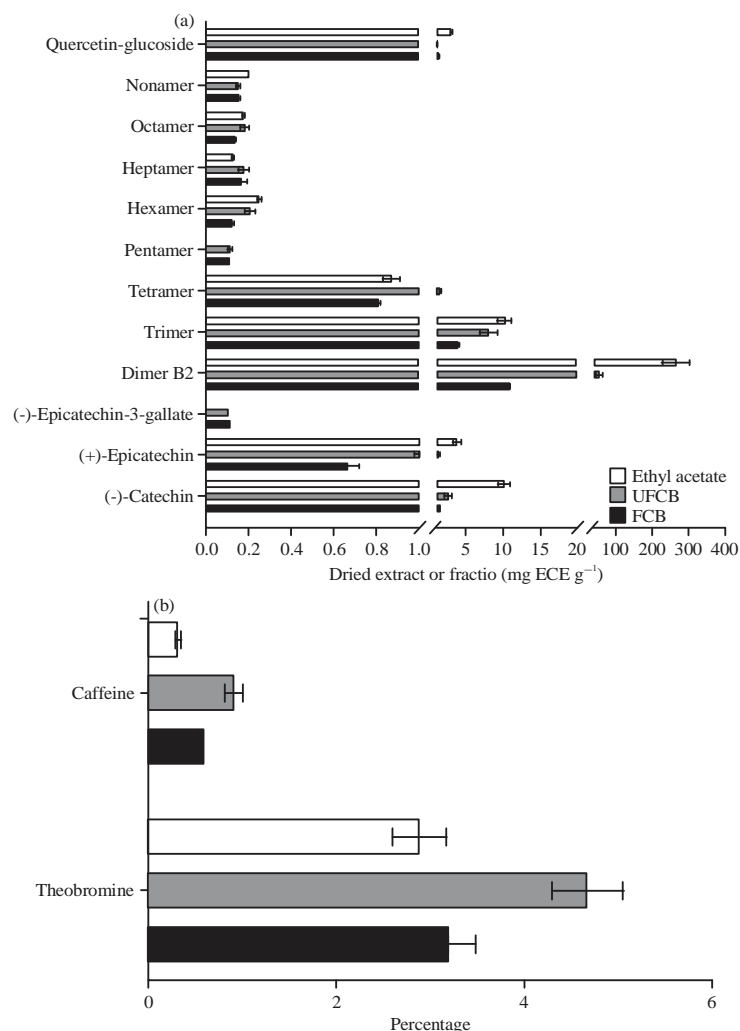 (a)
Quercetin-glucoside
Nonamer
Octamer
Heptamer
Hexamer
Pentamer
Tetramer
Trimer
Dimer B2
(-)-Epicatechin-3-gallate
(+)-Epicatechin
(-)-Catechin
Ethyl acetate
UFCB
FCB
0.0 0.2 0.4 0.6 0.8 1.0 5 10 15 20 100 200 300 400
Dried extract or fractio (mg ECE g⁻¹)
(b)
Caffeine
Theobromine
0 2 4 6
Percentage